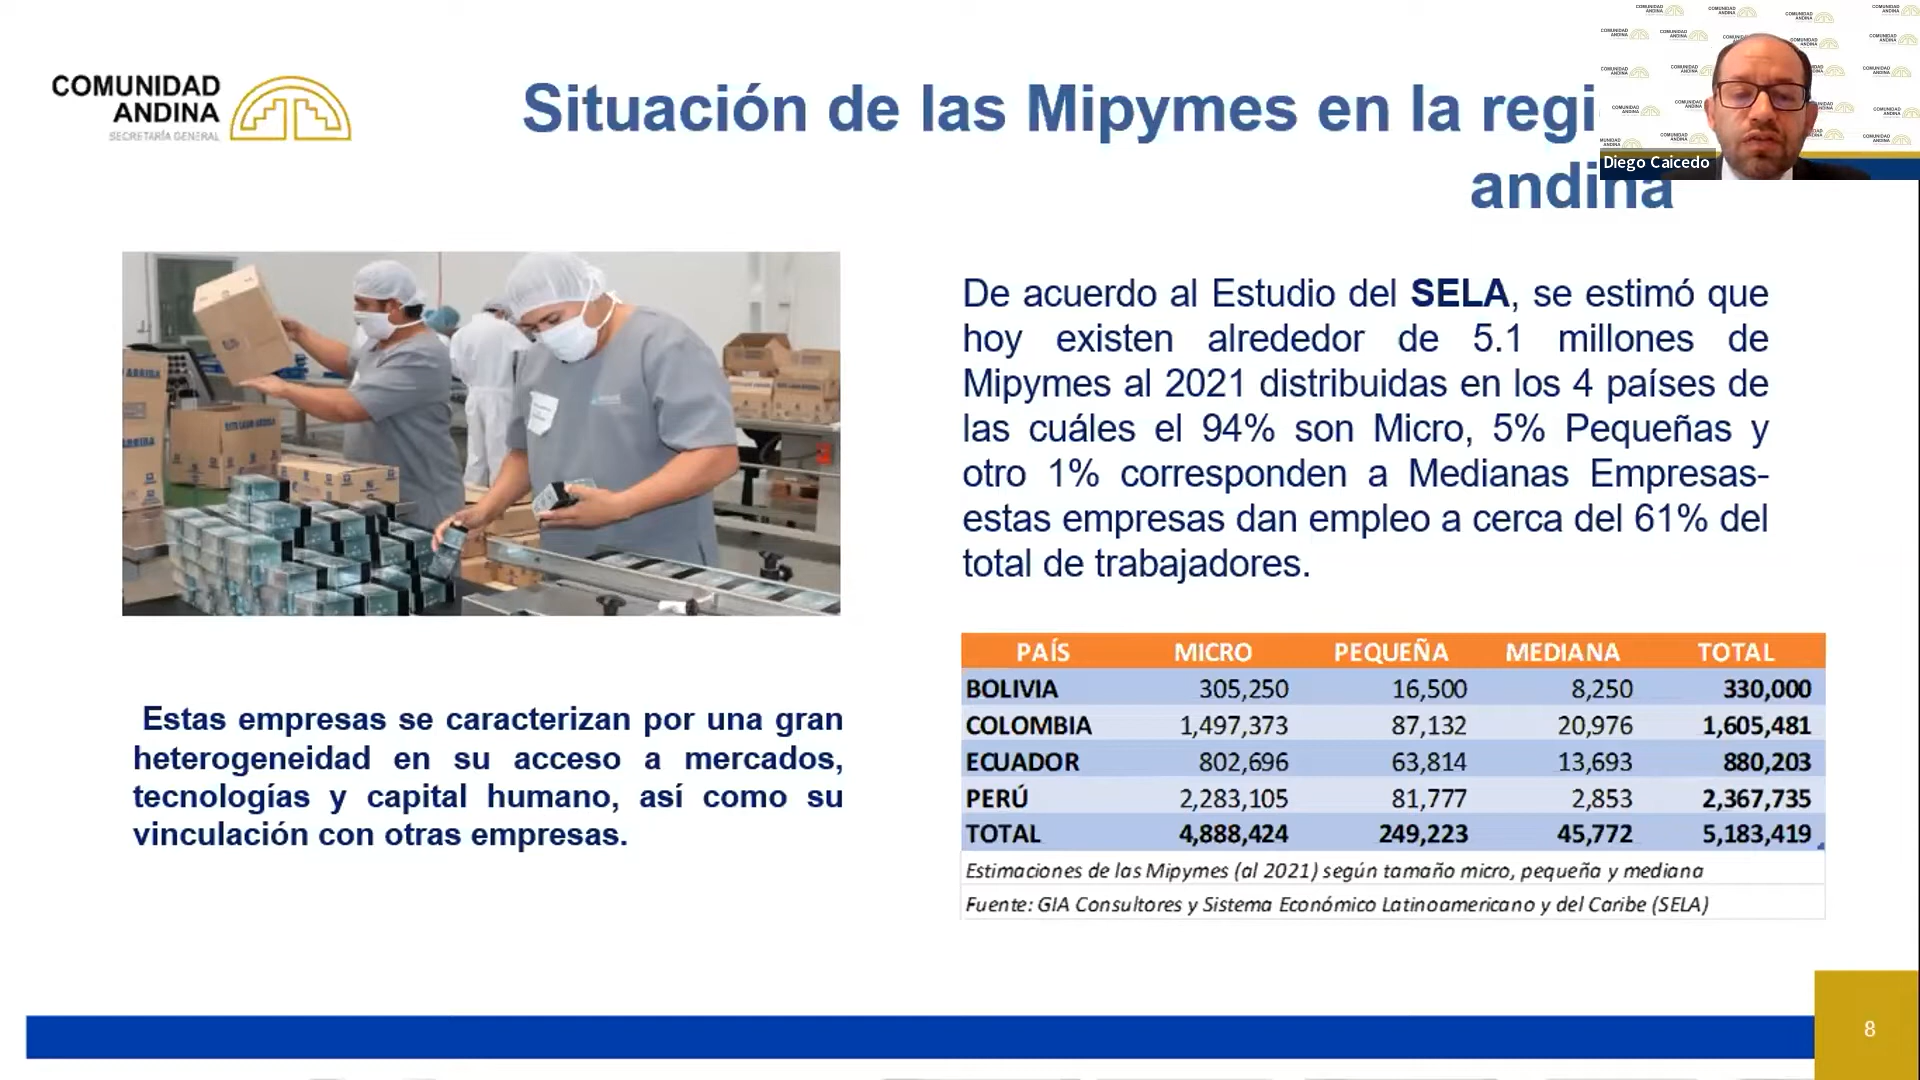 COMUNIDAD
ANDINA
SECRETARÍA GENERAL
Situación de las Mipymes en la regi
andina
Diego Caicedo
De acuerdo al Estudio del SELA, se estimó que
hoy existen alrededor de 5.1 millones de
Mipymes al 2021 distribuidas en los 4 países de
las cuáles el 94% son Micro, 5% Pequeñas y
otro 1% corresponden a Medianas Empresas-
estas empresas dan empleo a cerca del 61% del
total de trabajadores.
Estas empresas se caracterizan por una gran
heterogeneidad en su acceso a mercados,
tecnologías y capital humano, así como su
vinculación con otras empresas.
PAÍS MICRO PEQUEÑA MEDIANA TOTAL
BOLIVIA 305,250 16,500 8,250 330,000
COLOMBIA 1,497,373 87,132 20,976 1,605,481
ECUADOR 802,696 63,814 13,693 880,203
PERÚ 2,283,105 81,777 2,853 2,367,735
TOTAL 4,888,424 249,223 45,772 5,183,419
Estimaciones de las Mipymes (al 2021) según tamaño micro, pequeña y mediana
Fuente: GIA Consultores y Sistema Económico Latinoamericano y del Caribe (SELA)
8